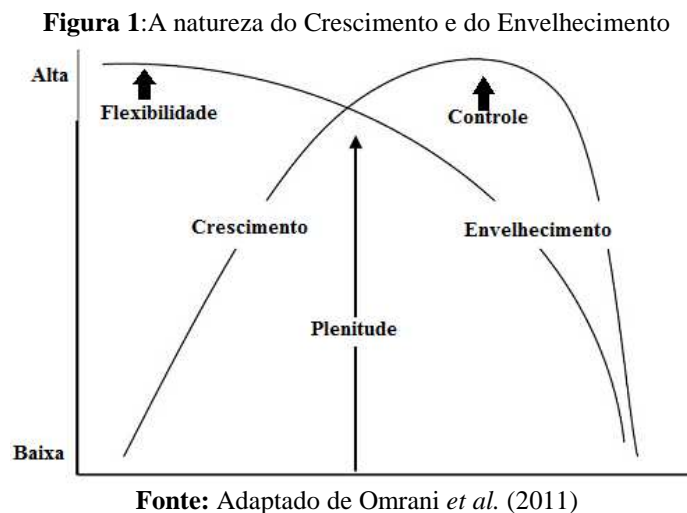 Figura 1:A natureza do Crescimento e do Envelhecimento
Alta
Flexibilidade
Controle
Crescimento
Envelhecimento
Plenitude
Baixa
Fonte: Adaptado de Omrani et al. (2011)